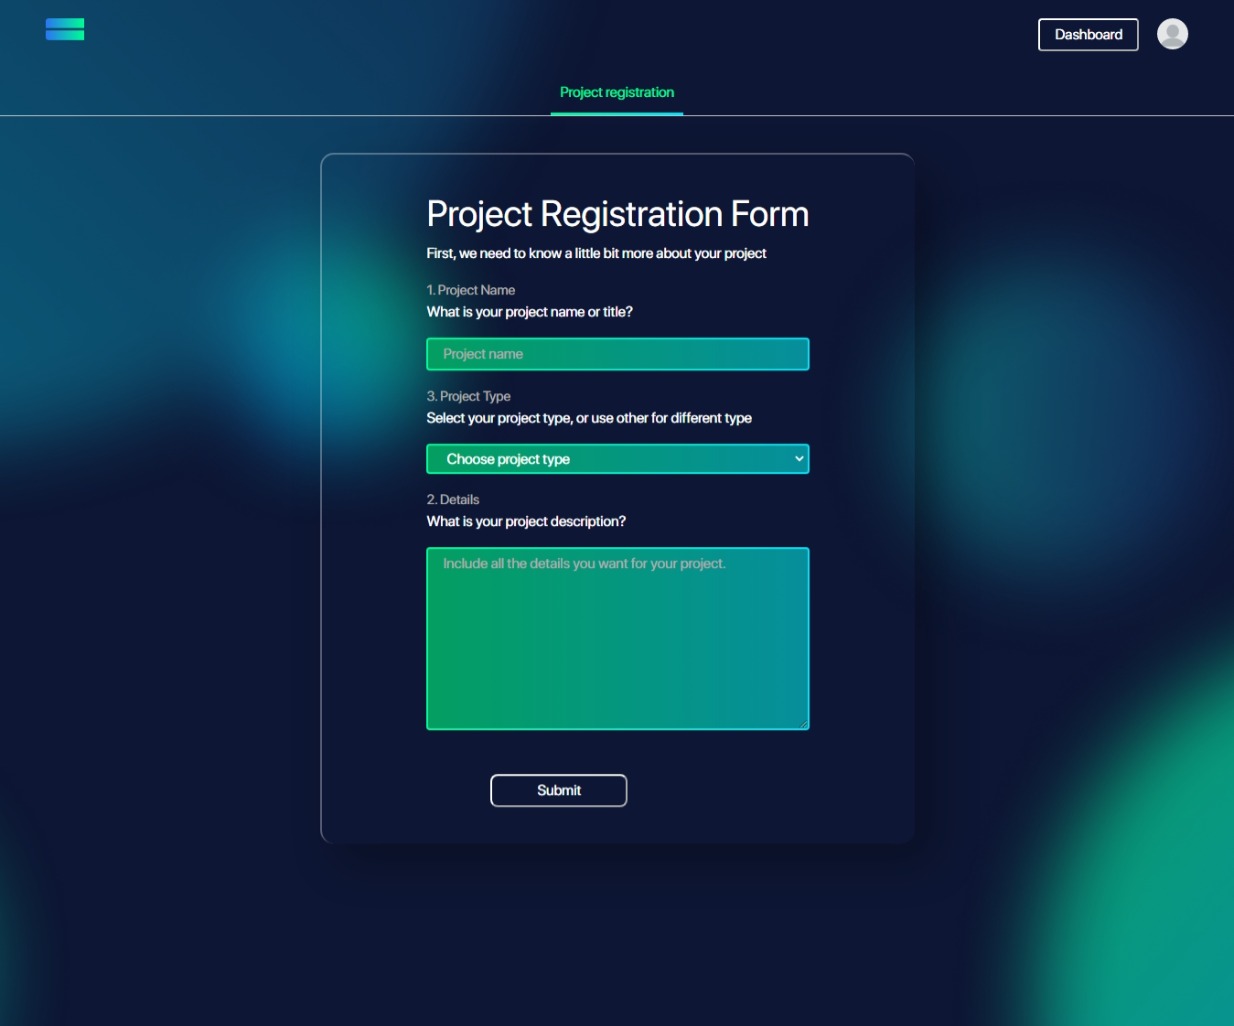 Dashboard
Project registration
Project Registration Form
First, we need to know a little bit more about your project
1. Project Name
What is your project name or title?
Project name
3. Project Type
Select your project type, or use other for different type
Choose project type
2. Details
What is your project description?
Include all the details you want for your project.
Submit